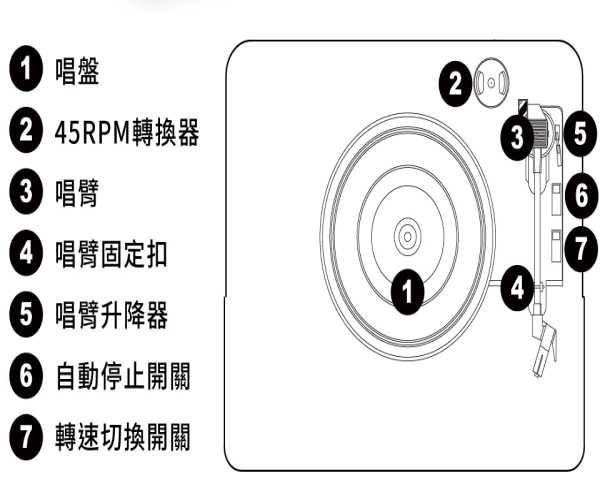 1 唱盤
2 45RPM轉換器
3 唱臂
4 唱臂固定扣
5 唱臂升降器
6 自動停止開關
7 轉速切換開關
2
3
5
6
7
4
1